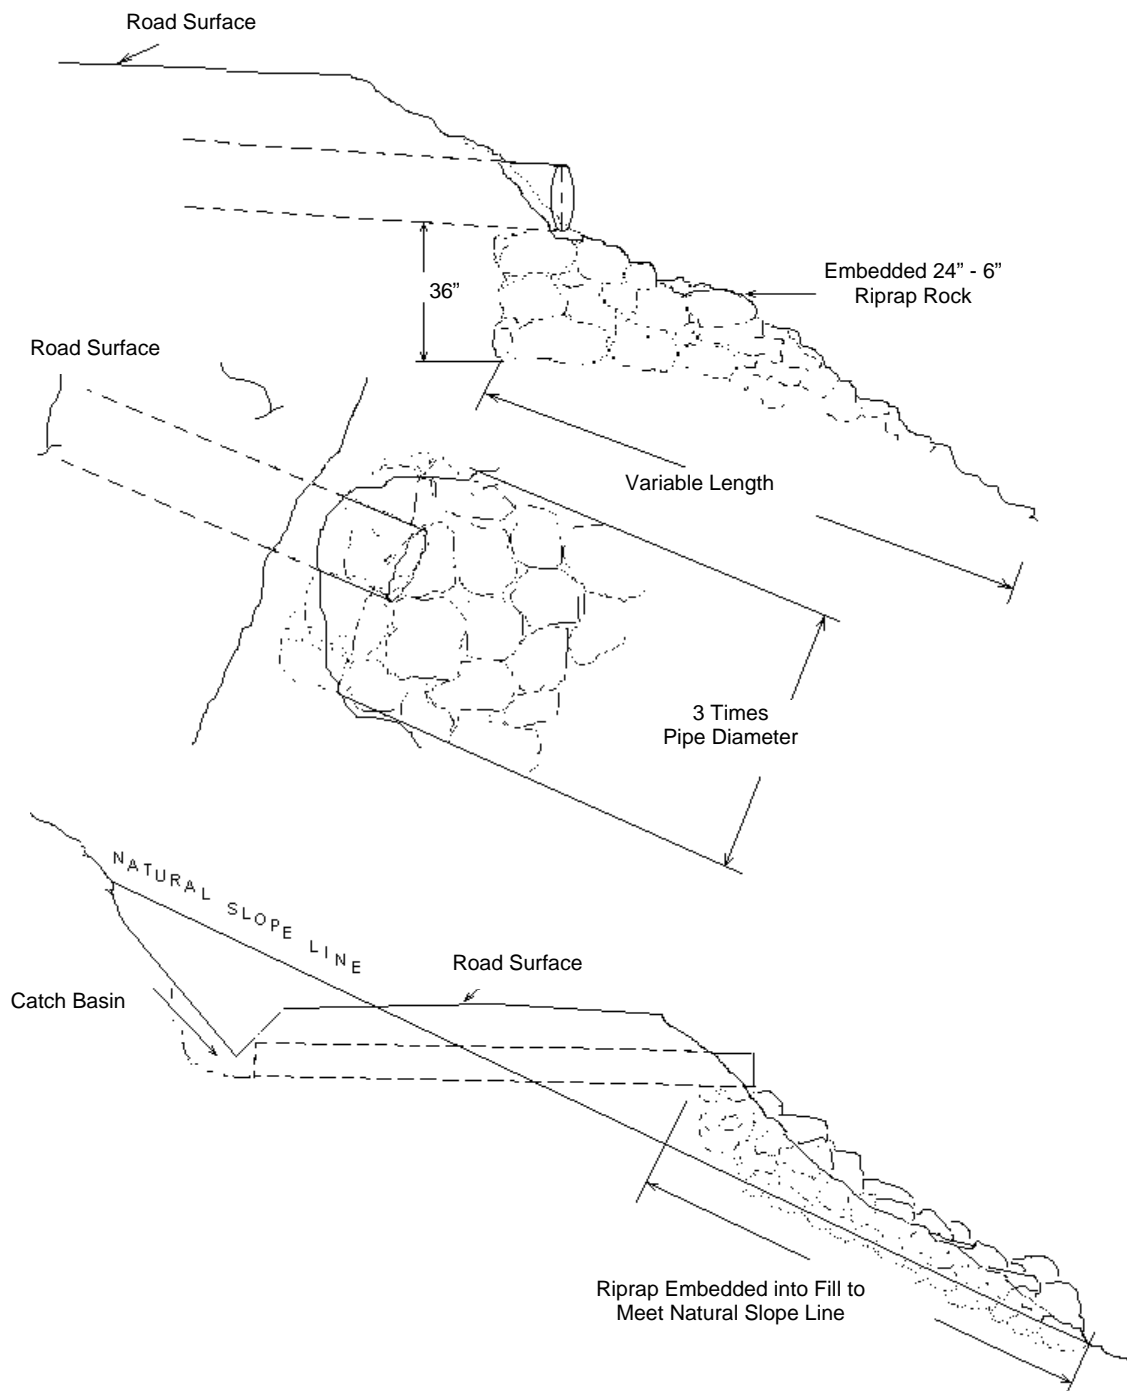 Road Surface
Embedded 24” - 6”
Riprap Rock
36”
Road Surface
Variable Length
3 Times
Pipe Diameter
NATURAL SLOPE LINE
Road Surface
Catch Basin
Riprap Embedded into Fill to
Meet Natural Slope Line